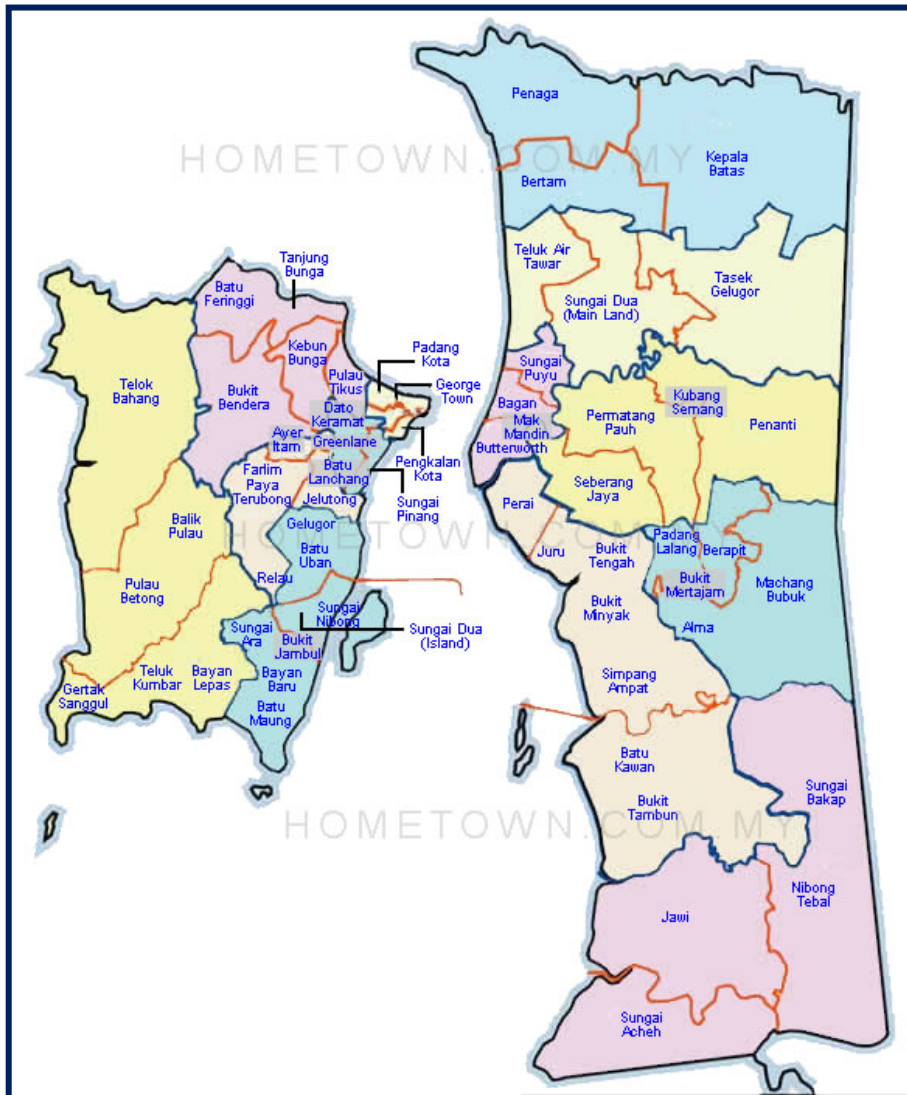 Penaga
HOMETOWN.COM.MY
Kepala
Batas
Bertam
Tanjung
Bunga
Teluk Air
Tawar
Batu
Feringgi
Tasek
Gelugor
Sungai Dua
(Main Land)
Kebun
Bunga
Padang
Kota
Sungai
Puyu
Telok
Bahang
Pulau
Tikus
George
Town
Bukit
Bendera
Dato
Keramat
Bagan
Kubang
Semang
Permatang
Pauh
Penanti
Ayer
Itam
Greenlane
Mak
Mandin
Butterworth
Farlim
Paya
Terubong
Batu
Lanchang
Pengkalan
Kota
Seberang
Jaya
Jelutong
Sungai
Pinang
Perai
HOMETOWN.COM.MY
Balik
Pulau
Gelugor
Batu
Uban
Juru
Bukit
Tengah
Padang
Lalang
Berapit
Pulau
Betong
Relau
Bukit
Mertajam
Machang
Bubuk
Bukit
Minyak
Sungai
Nibong
Sungai
Ara
Bukit
Jambul
Sungai Dua
(Island)
Alma
Teluk
Kumbar
Bayan
Lepas
Bayan
Baru
Simpang
Ampat
Gertak
Sanggul
Batu
Maung
Batu
Kawan
Sungai
Bakap
Bukit
Tambun
HOMETOWN.COM.MY
Nibong
Tebal
Jawi
Sungai
Acheh